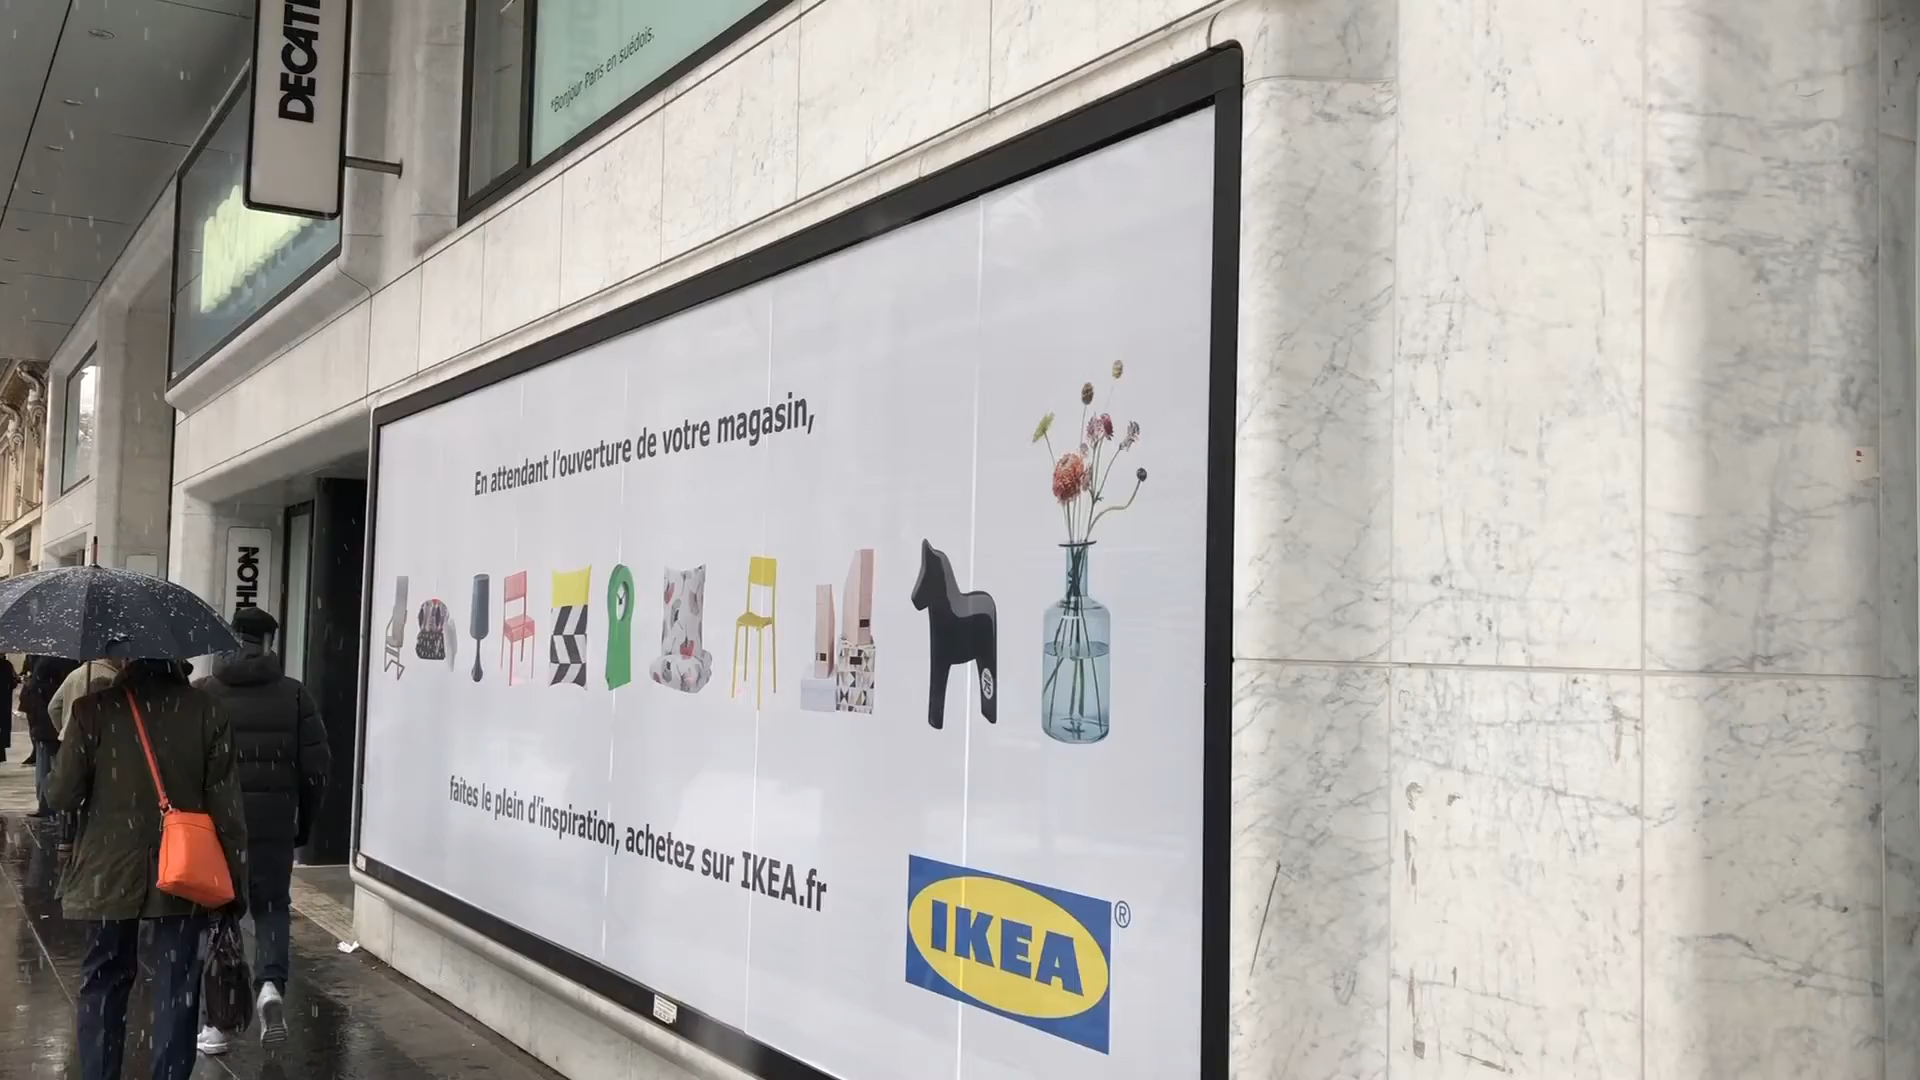 DECAT
*Bonjour Paris en suédois.
HLON
En attendant l'ouverture de votre magasin,
faites le plein d'inspiration, achetez sur IKEA.fr
IKEA®